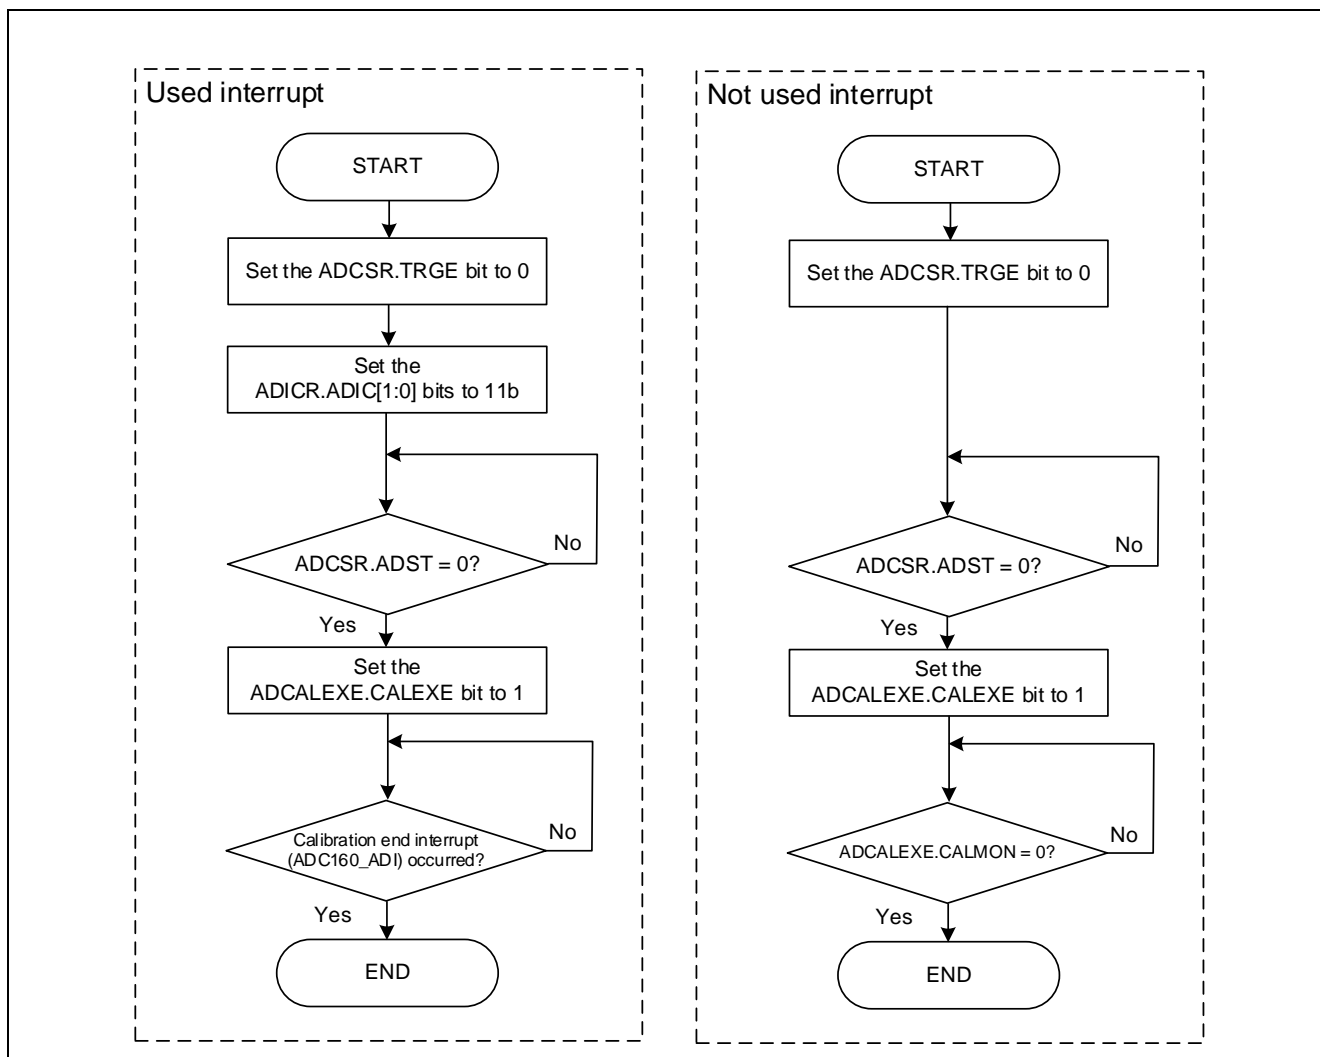 Used interrupt
START
Set the ADCSR.TRGE bit to 0
Set the
ADICR.ADIC[1:0] bits to 11b
ADCSR.ADST = 0?
No
Yes
Set the
ADCALEXE.CALEXE bit to 1
Calibration end interrupt
(ADC160_ADI) occurred?
No
Yes
END
Not used interrupt
START
Set the ADCSR.TRGE bit to 0
ADCSR.ADST = 0?
No
Yes
Set the
ADCALEXE.CALEXE bit to 1
ADCALEXE.CALMON = 0?
No
Yes
END